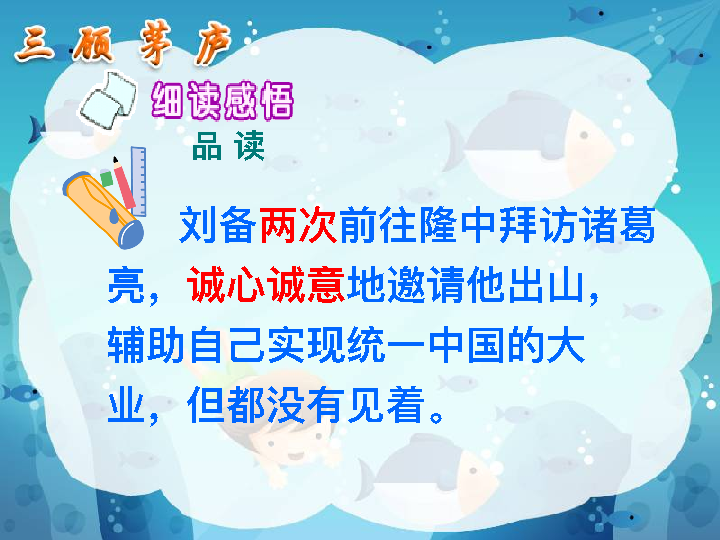 三顾茅庐
细读感悟
品读
刘备两次前往隆中拜访诸葛
亮，诚心诚意地邀请他出山，
辅助自己实现统一中国的大
业，但都没有见着。